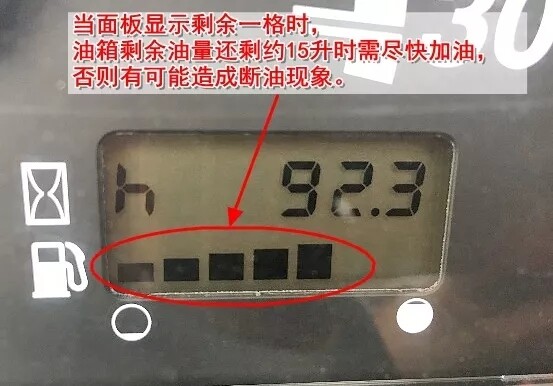 当面板显示剩余一格时，
油箱剩余油量还剩约15升时需尽快加油，
否则有可能造成断油现象。
30
h 92.3